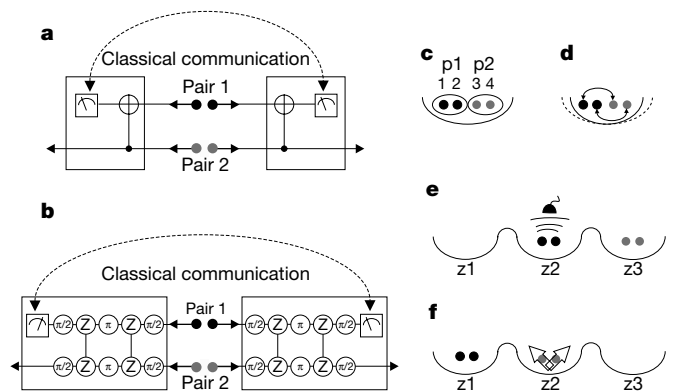 a
Classical communication
Pair 1
Pair 2
b
Classical communication
Pair 1
π/2 Z π Z π/2 π/2 Z π Z π/2
π/2 Z π Z π/2 π/2 Z π Z π/2
Pair 2
c
p1 p2
1 2 3 4
d
e
z1 z2 z3
f
z1 z2 z3